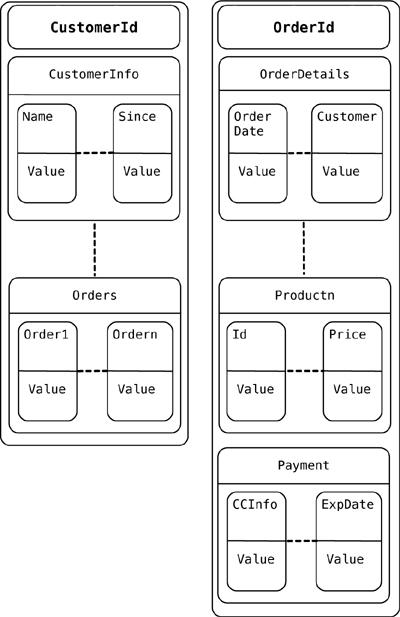 CustomerId
CustomerInfo
Name
Since
Value
Value
Orders
Order1
Ordern
Value
Value
OrderId
OrderDetails
Order
Date
Customer
Value
Value
Productn
Id
Price
Value
Value
Payment
CCInfo
ExpDate
Value
Value